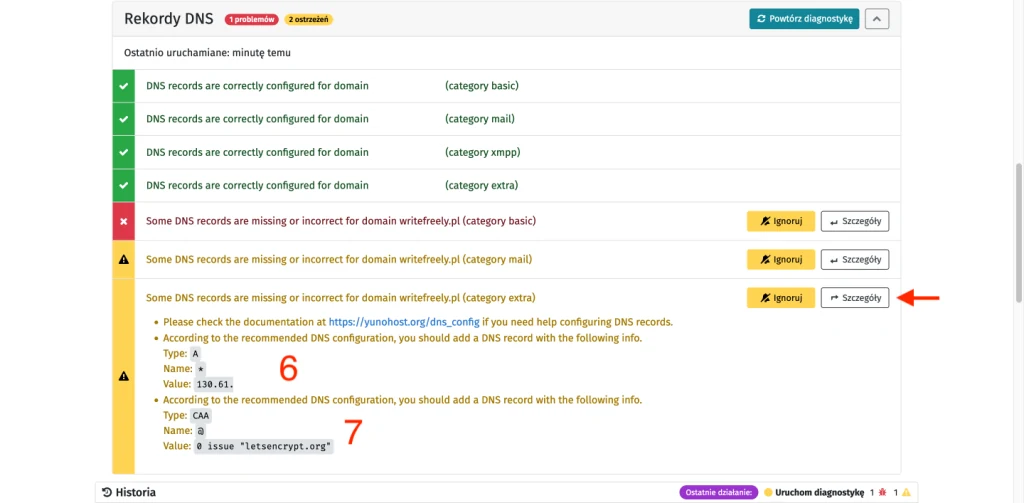 Rekordy DNS 1 problemów 2 ostrzeżeń Powtórz diagnostykę
Ostatnio uruchamiane: minutę temu
DNS records are correctly configured for domain (category basic)
DNS records are correctly configured for domain (category mail)
DNS records are correctly configured for domain (category xmpp)
DNS records are correctly configured for domain (category extra)
Some DNS records are missing or incorrect for domain writefreely.pl (category basic) Ignoruj Szczegóły
Some DNS records are missing or incorrect for domain writefreely.pl (category mail) Ignoruj Szczegóły
Some DNS records are missing or incorrect for domain writefreely.pl (category extra) Ignoruj Szczegóły
• Please check the documentation at https://yunohost.org/dns_config if you need help configuring DNS records.
• According to the recommended DNS configuration, you should add a DNS record with the following info.
Type: A
Name: *
6
Value: 130.61.
• According to the recommended DNS configuration, you should add a DNS record with the following info.
Type: CAA
Name: @
7
Value: 0 issue "letsencrypt.org"
Historia Ostatnie działanie: Uruchom diagnostykę 1 1